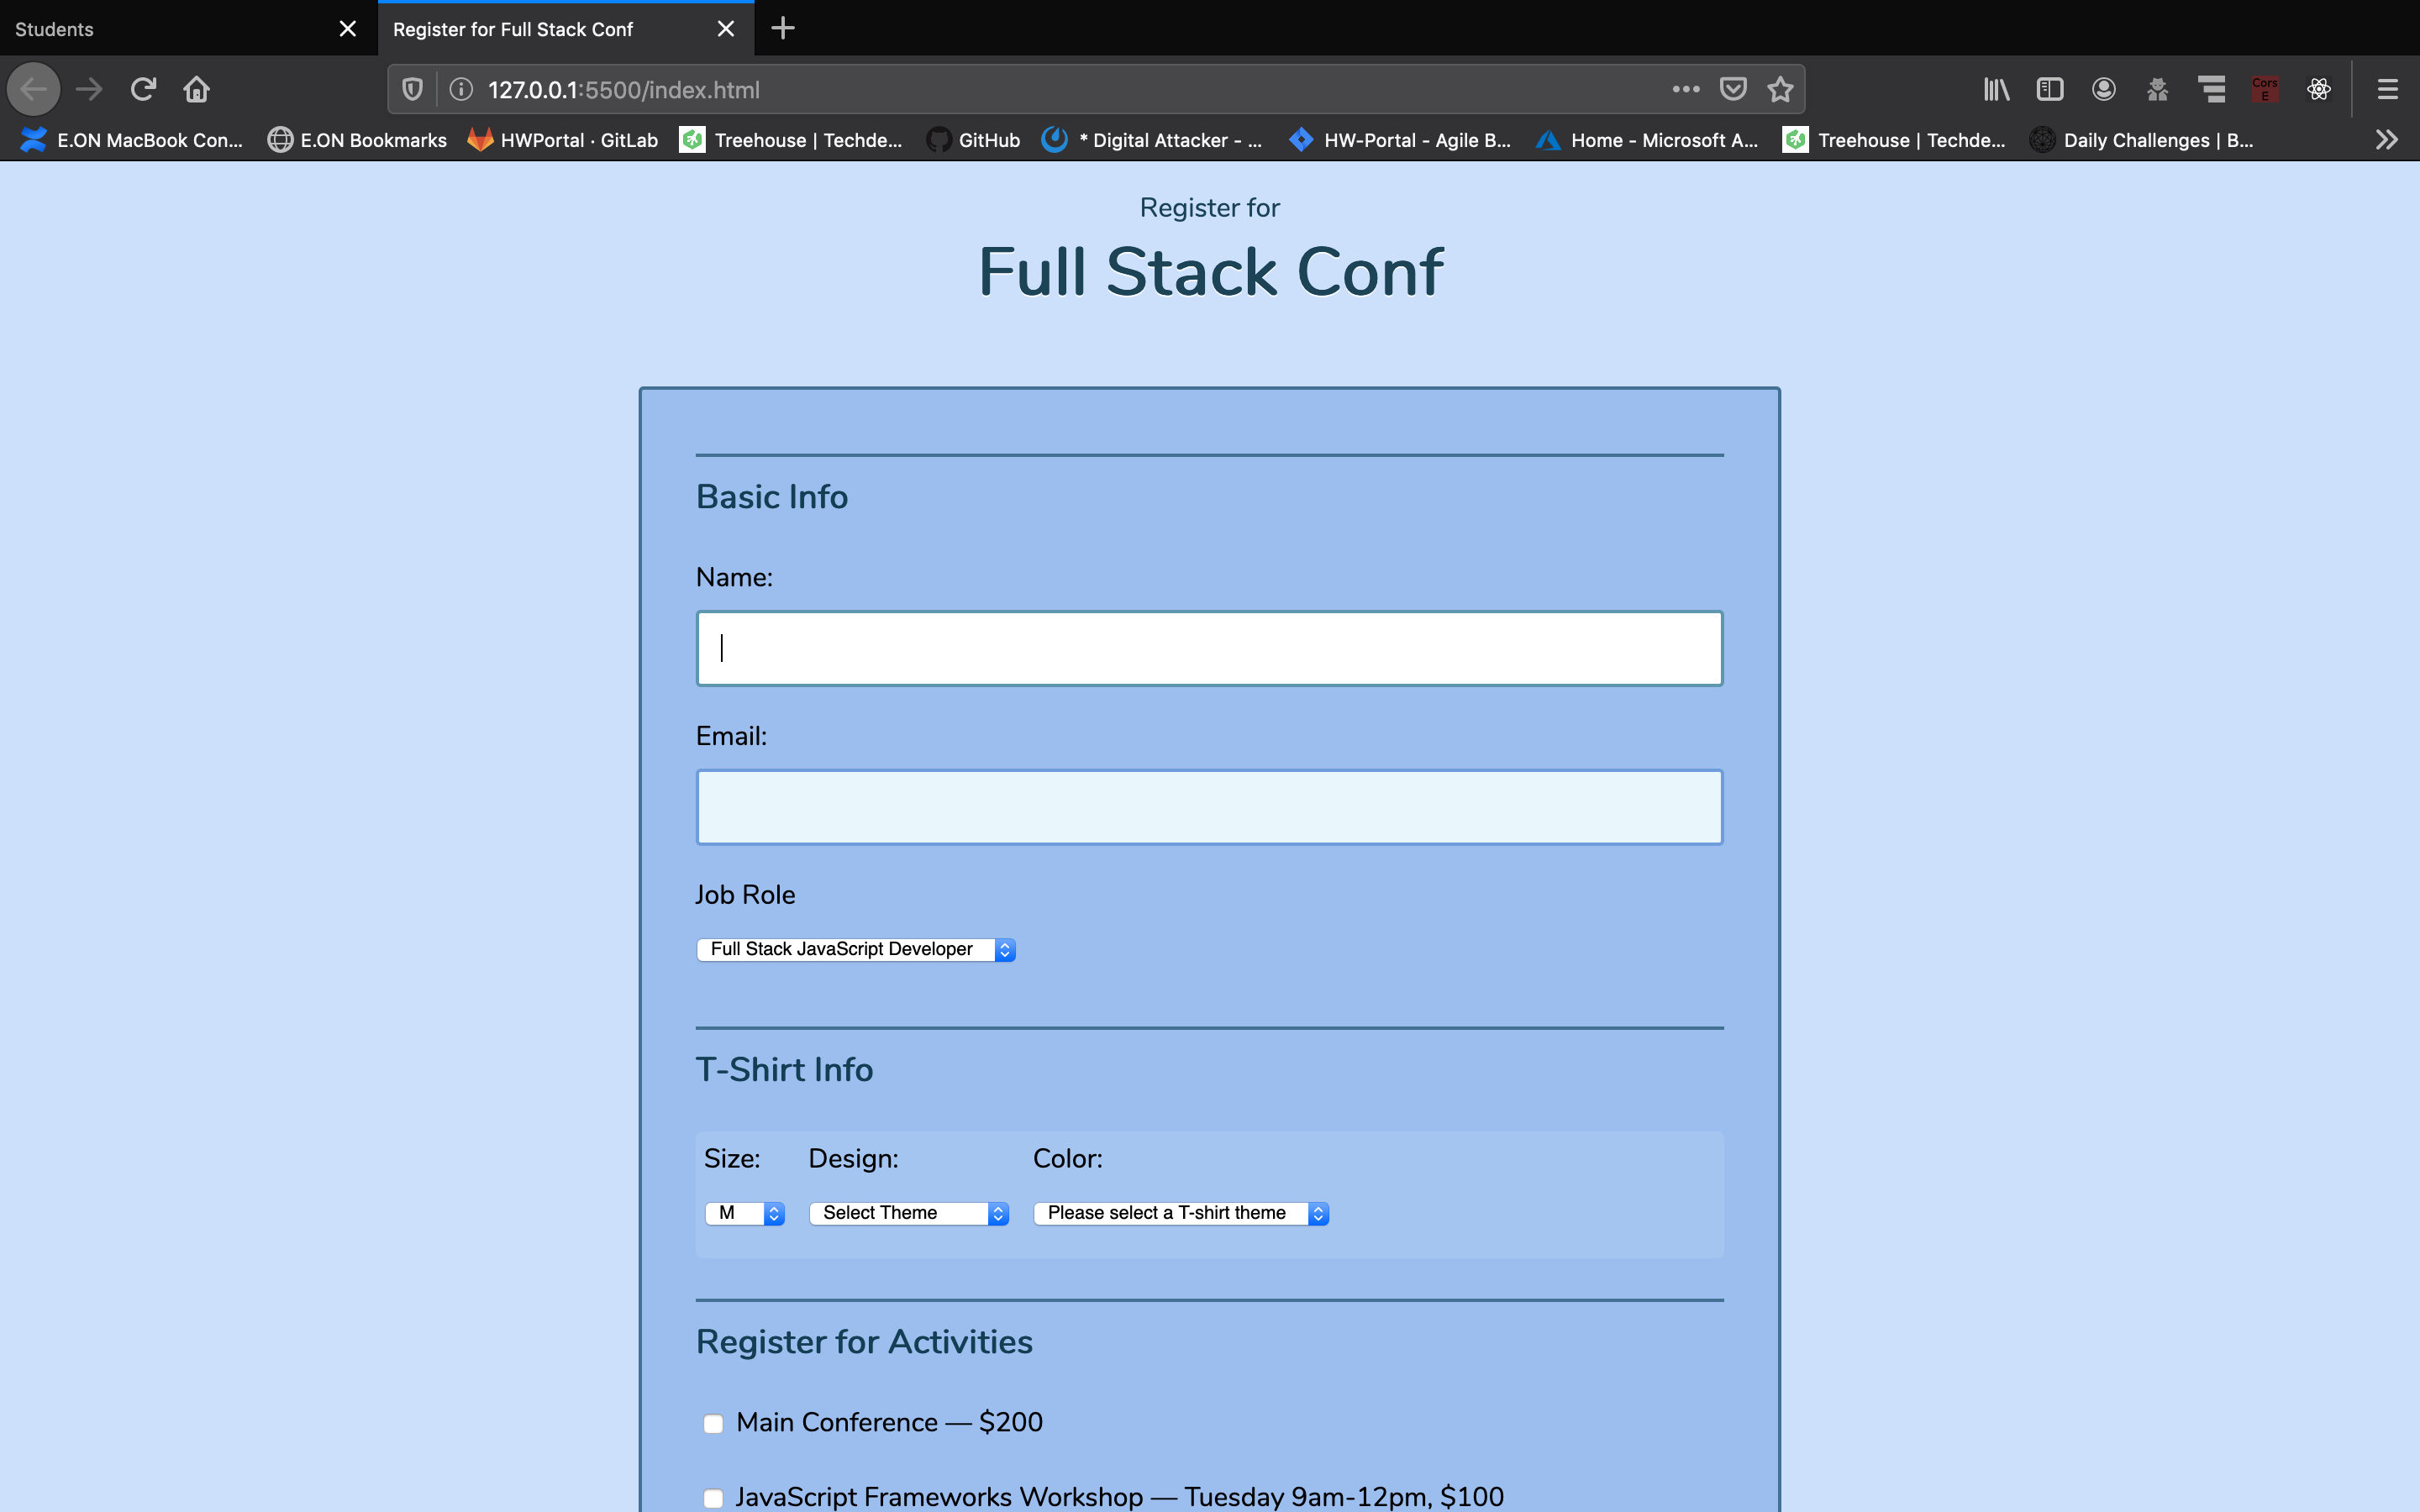 Students
Register for Full Stack Conf
127.0.0.1:5500/index.html
Cors
E
E.ON MacBook Con...
E.ON Bookmarks
HWPortal · GitLab
Treehouse | Techde...
GitHub
* Digital Attacker - ...
HW-Portal - Agile B...
Home - Microsoft A...
Treehouse | Techde...
Daily Challenges | B...
Register for
Full Stack Conf
Basic Info
Name:
Email:
Job Role
Full Stack JavaScript Developer
T-Shirt Info
Size: Design: Color:
M Select Theme Please select a T-shirt theme
Register for Activities
Main Conference — $200
JavaScript Frameworks Workshop — Tuesday 9am-12pm, $100